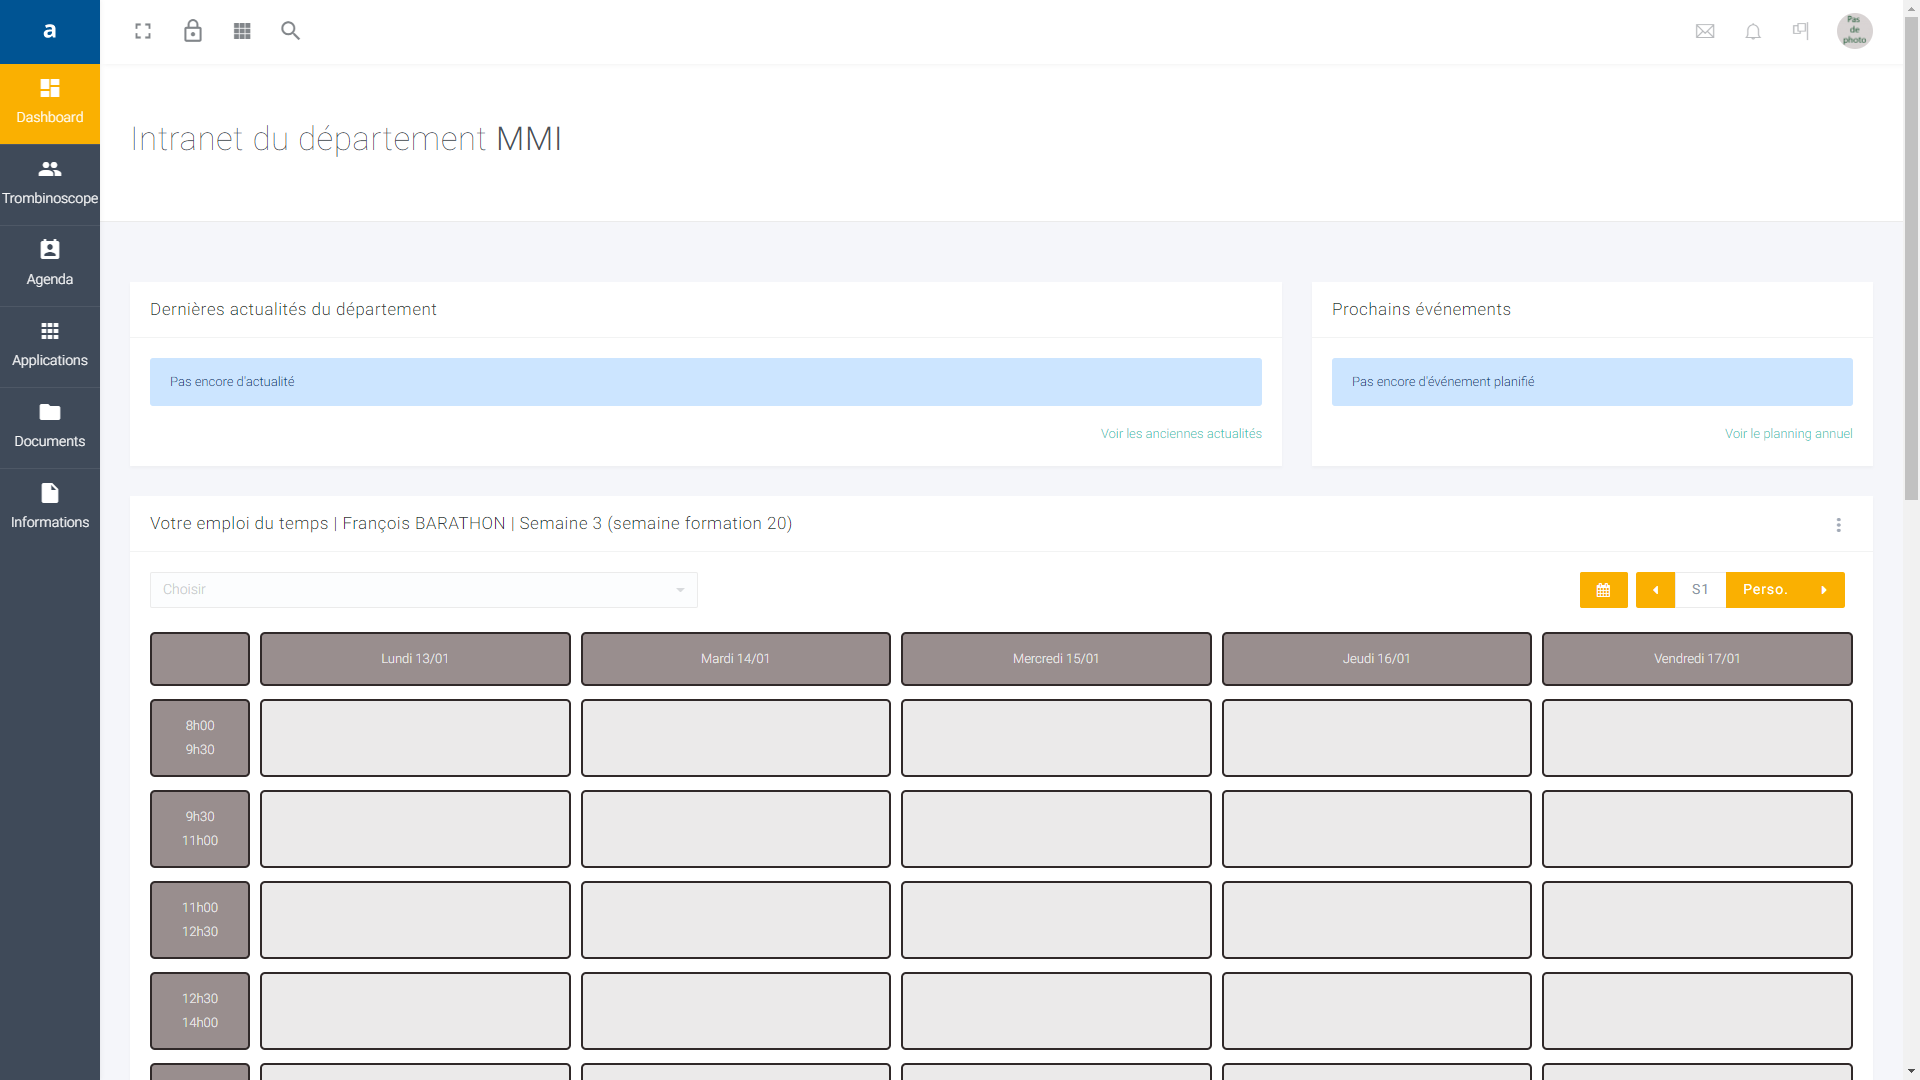 a
Pas
de
photo
Dashboard
Trombinoscope
Agenda
Applications
Documents
Informations
Intranet du département MMI
Dernières actualités du département
Pas encore d'actualité
Voir les anciennes actualités
Prochains événements
Pas encore d'événement planifié
Voir le planning annuel
Votre emploi du temps | François BARATHON | Semaine 3 (semaine formation 20)
Choisir
S1 Perso.
Lundi 13/01 Mardi 14/01 Mercredi 15/01 Jeudi 16/01 Vendredi 17/01
8h00
9h30
9h30
11h00
11h00
12h30
12h30
14h00